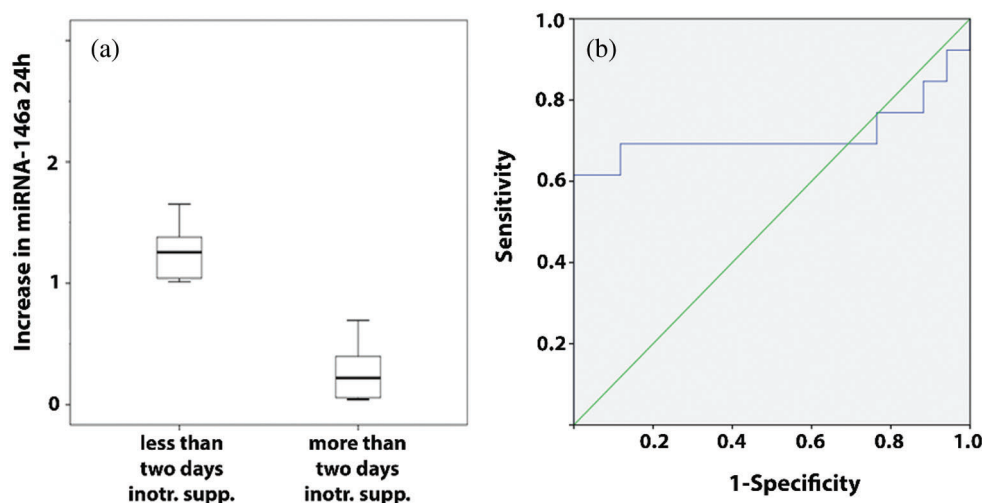 (a)
Increase in miRNA-146a 24h
2
1
0
less than
two days
inotr. supp.
more than
two days
inotr. supp.
(b)
Sensitivity
1.0
0.8
0.6
0.4
0.2
0.2
0.4
0.6
0.8
1.0
1-Specificity